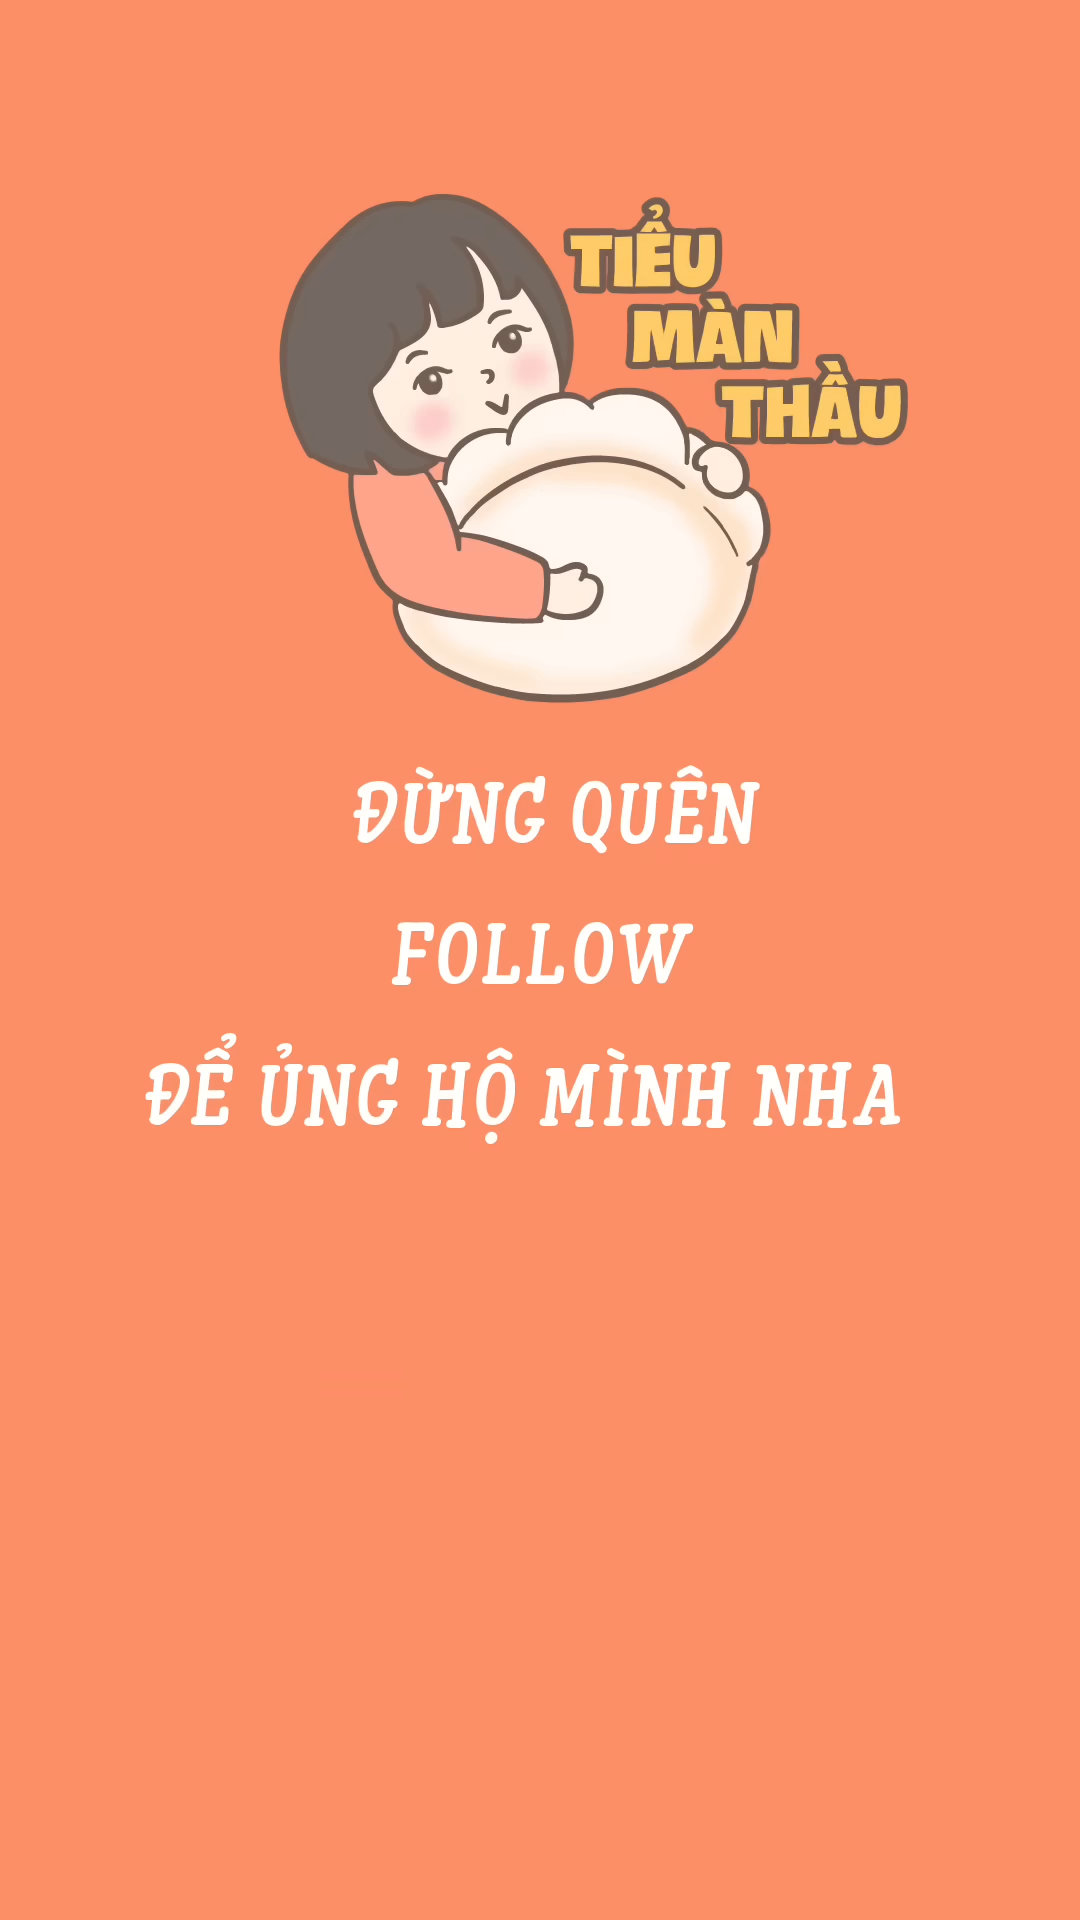 TIỂU
MÀN
THẦU
ĐỪNG QUÊN
FOLLOW
ĐỂ ỦNG HỘ MÌNH NHA